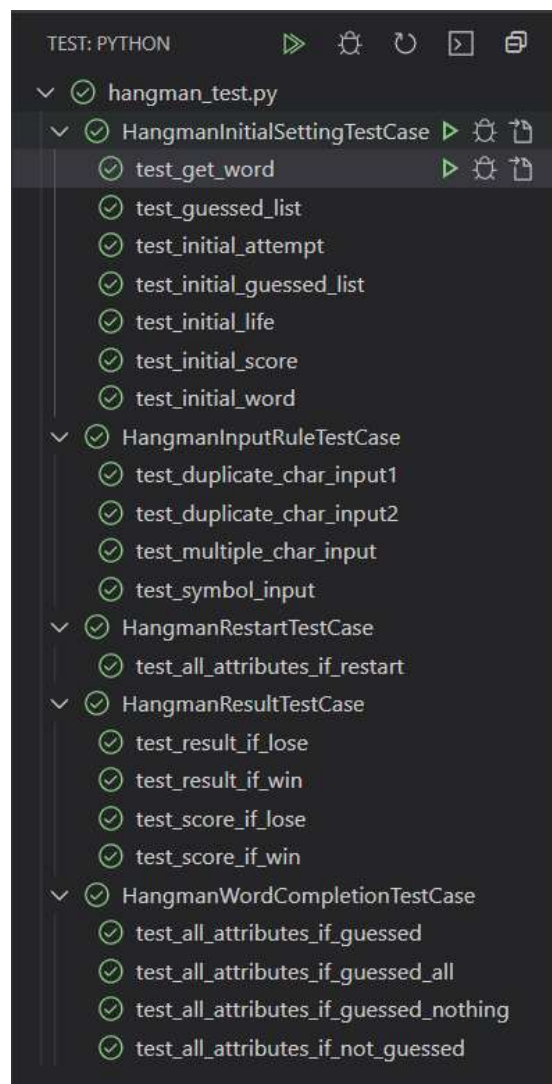 TEST: PYTHON
hangman_test.py
HangmanInitialSettingTestCase
test_get_word
test_guessed_list
test_initial_attempt
test_initial_guessed_list
test_initial_life
test_initial_score
test_initial_word
HangmanInputRuleTestCase
test_duplicate_char_input1
test_duplicate_char_input2
test_multiple_char_input
test_symbol_input
HangmanRestartTestCase
test_all_attributes_if_restart
HangmanResultTestCase
test_result_if_lose
test_result_if_win
test_score_if_lose
test_score_if_win
HangmanWordCompletionTestCase
test_all_attributes_if_guessed
test_all_attributes_if_guessed_all
test_all_attributes_if_guessed_nothing
test_all_attributes_if_not_guessed